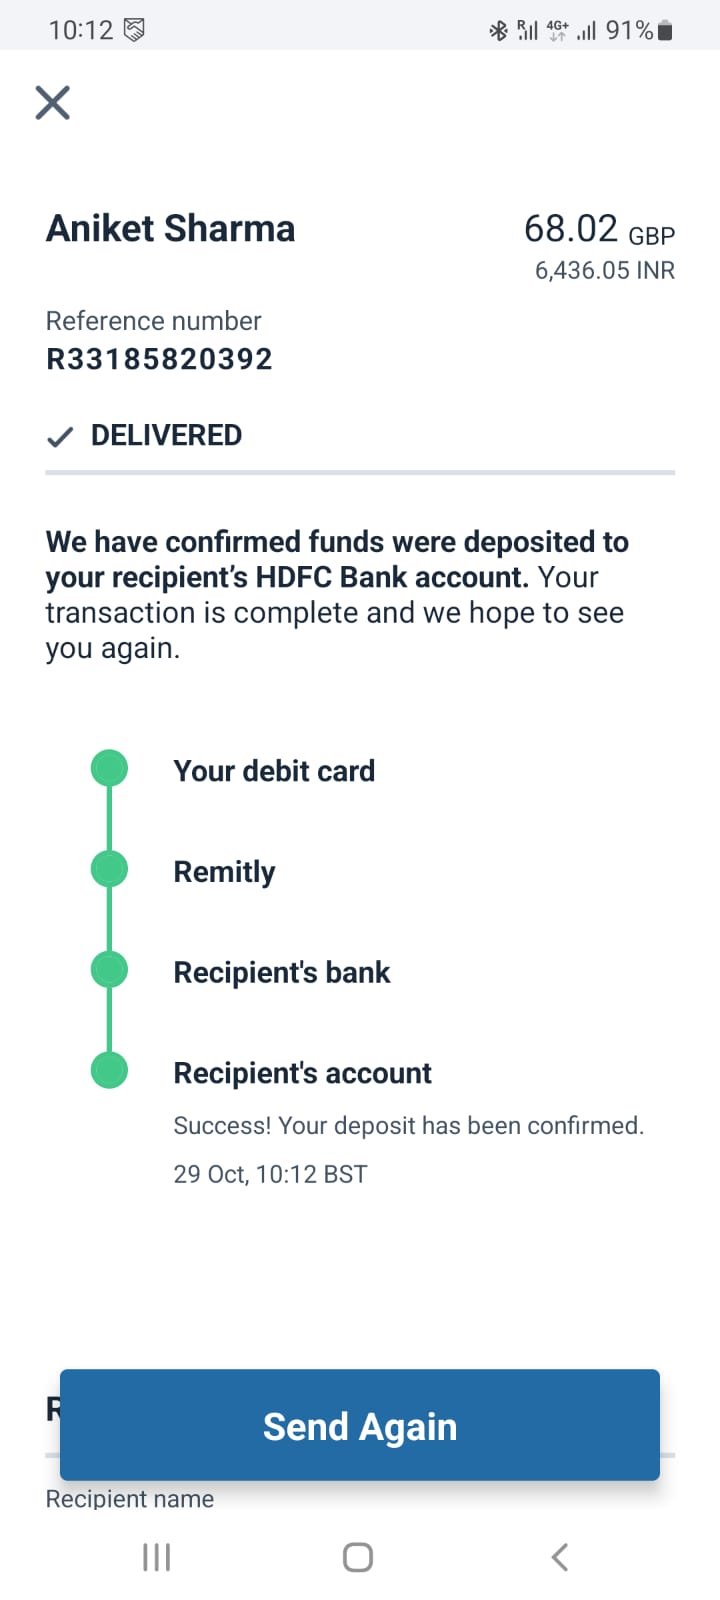 10:12
4G+ 91%
Aniket Sharma
68.02 GBP
6,436.05 INR
Reference number
R33185820392
DELIVERED
We have confirmed funds were deposited to
your recipient’s HDFC Bank account. Your
transaction is complete and we hope to see
you again.
Your debit card
Remitly
Recipient's bank
Recipient's account
Success! Your deposit has been confirmed.
29 Oct, 10:12 BST
Send Again
Recipient name